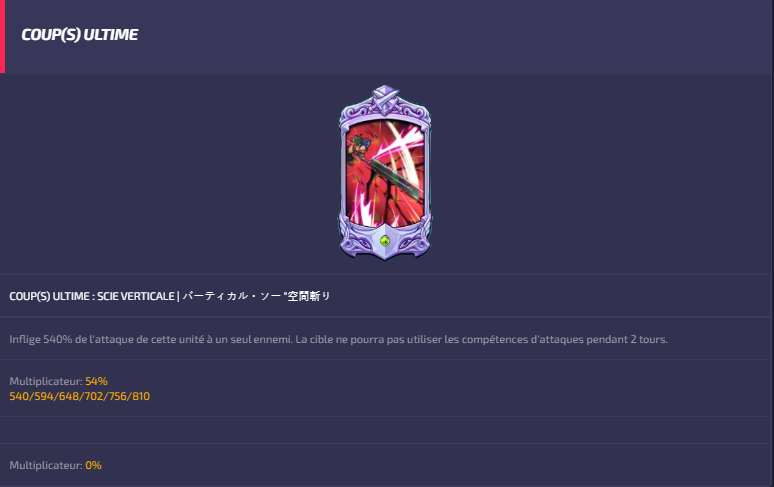 COUP(S) ULTIME
COUP(S) ULTIME : SCIE VERTICALE | バーティカル・ソー "空間斬り
Inflige 540% de l'attaque de cette unité à un seul ennemi. La cible ne pourra pas utiliser les compétences d'attaques pendant 2 tours.
Multiplicateur: 54%
540/594/648/702/756/810
Multiplicateur: 0%